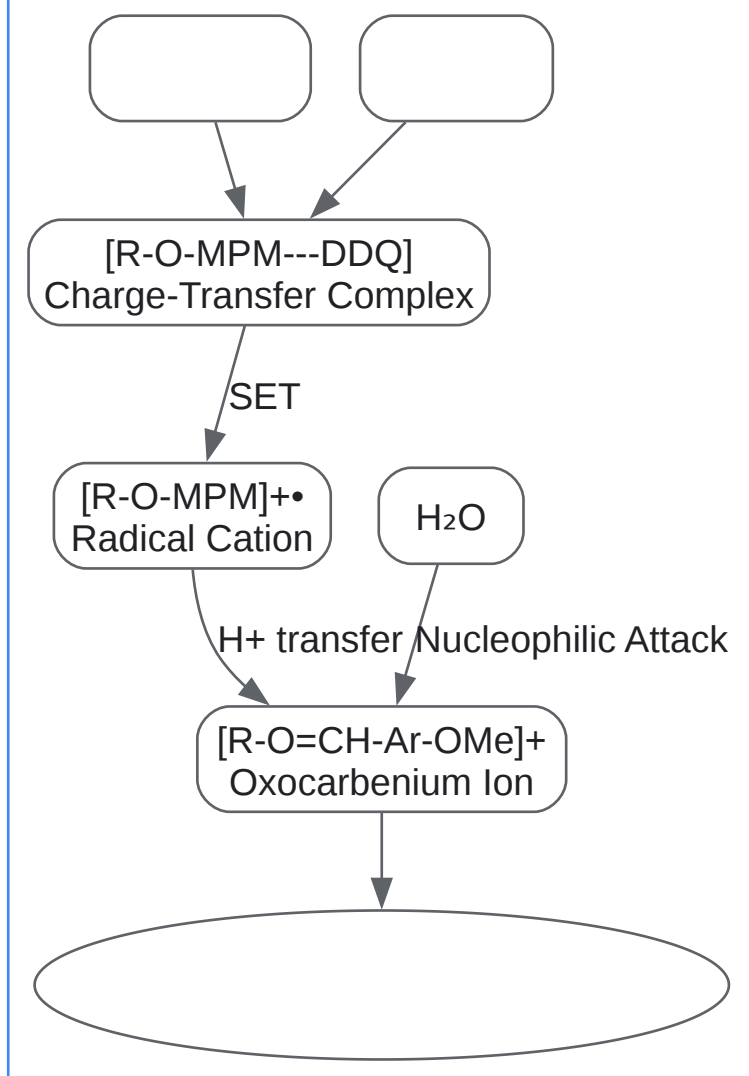 [R-O-MPM---DDQ]
Charge-Transfer Complex
SET
[R-O-MPM]+•
Radical Cation
H₂O
H+ transfer
Nucleophilic Attack
[R-O=CH-Ar-OMe]+
Oxocarbenium Ion